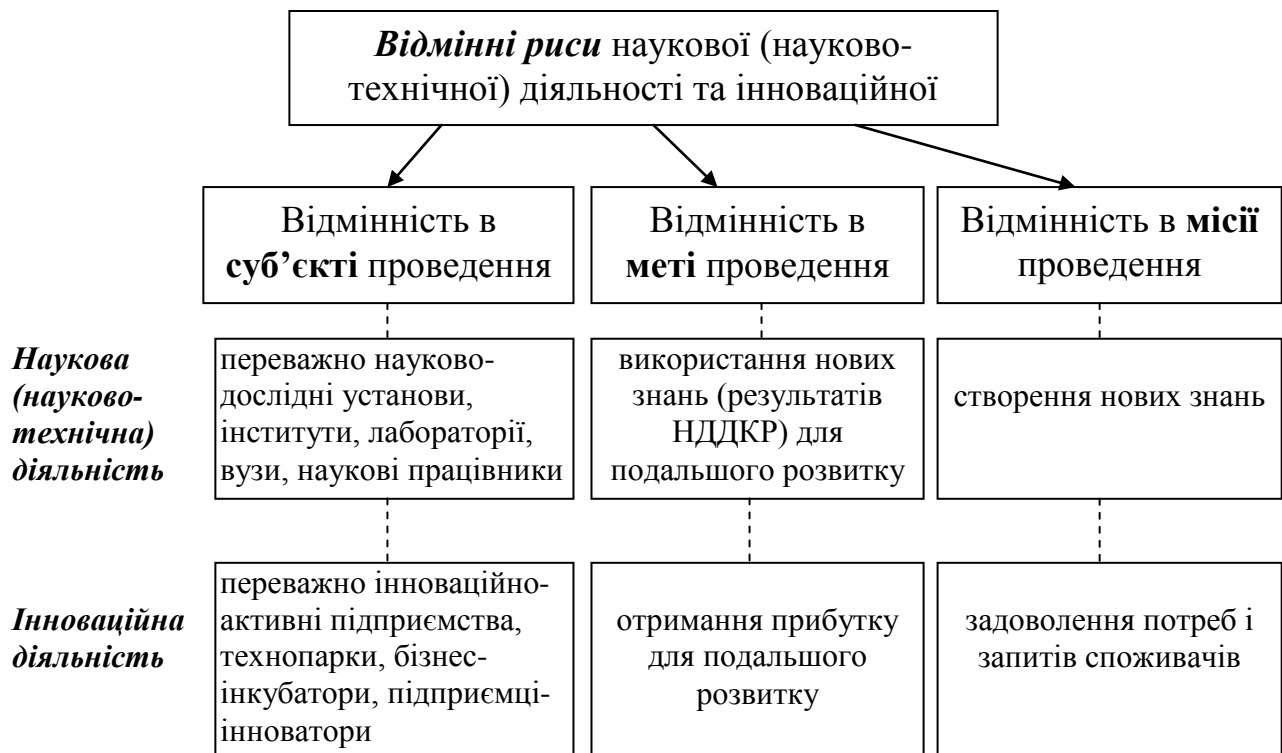 Відмінні риси наукової (науково-
технічної) діяльності та інноваційної
Відмінність в
суб’єкті проведення
Відмінність в
меті проведення
Відмінність в місії
проведення
Наукова
(науково-
технічна)
діяльність
переважно науково-
дослідні установи,
інститути, лабораторії,
вузи, наукові працівники
використання нових
знань (результатів
НДДКР) для
подальшого розвитку
створення нових знань
Інноваційна
діяльність
переважно інноваційно-
активні підприємства,
технопарки, бізнес-
інкубатори, підприємці-
інноватори
отримання прибутку
для подальшого
розвитку
задоволення потреб і
запитів споживачів